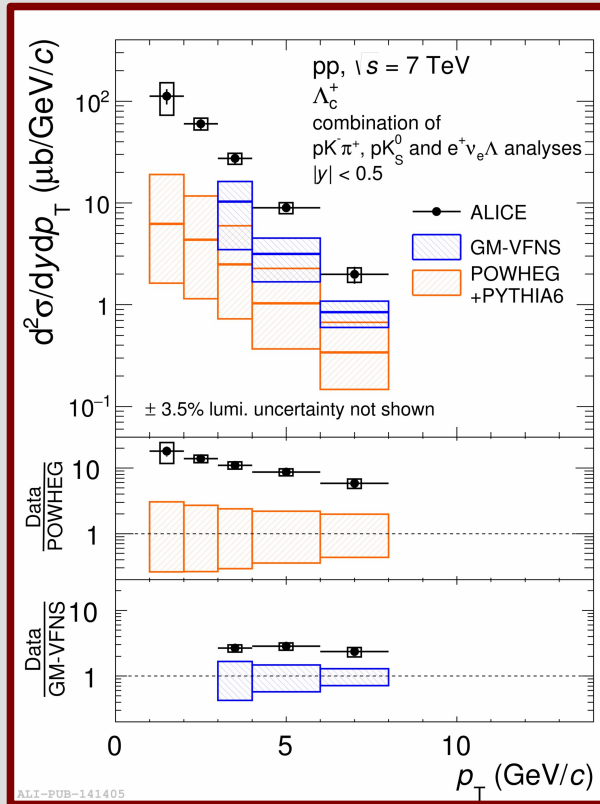 pp, √s = 7 TeV
Λc+
combination of
pK-π+, pKS0 and e+νeΛ analyses
|y| < 0.5
ALICE
GM-VFNS
POWHEG
+PYTHIA6
d2σ/dydpT (μb/GeV/c)
10^2
10
1
10^-1
± 3.5% lumi. uncertainty not shown
Data
POWHEG
10
1
Data
GM-VFNS
10
1
0 5 10
pT (GeV/c)
ALI-PUB-141405